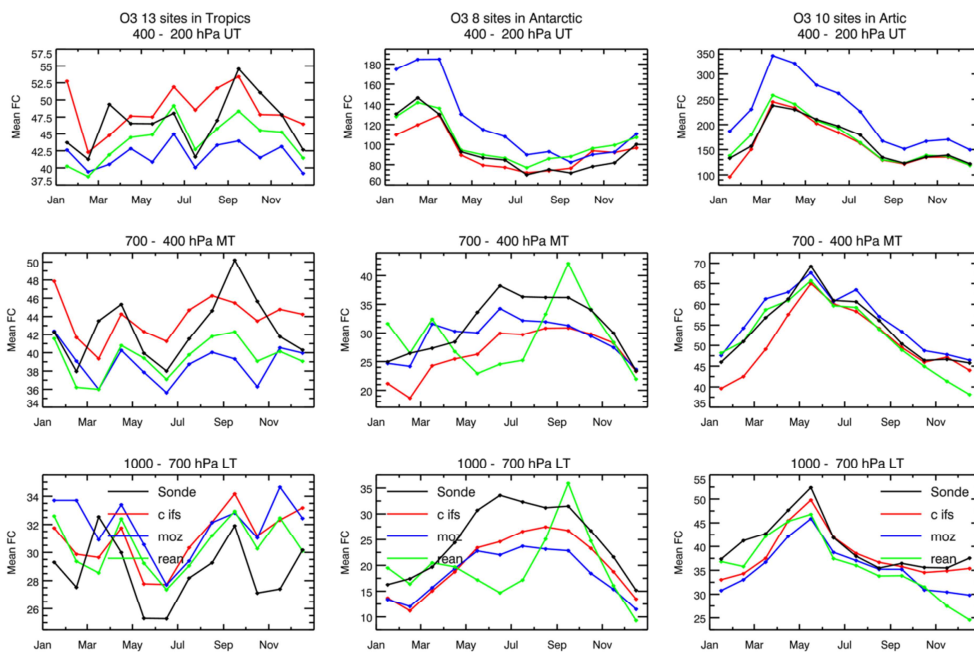 O3 13 sites in Tropics
400 - 200 hPa UT
57.5
55
52.5
50
47.5
45
42.5
40
37.5
Mean FC
Jan Mar May Jul Sep Nov
O3 8 sites in Antarctic
400 - 200 hPa UT
180
160
140
120
100
80
60
Mean FC
Jan Mar May Jul Sep Nov
O3 10 sites in Artic
400 - 200 hPa UT
350
300
250
200
150
100
Mean FC
Jan Mar May Jul Sep Nov
700 - 400 hPa MT
50
48
46
44
42
40
38
36
34
Mean FC
Jan Mar May Jul Sep Nov
700 - 400 hPa MT
40
35
30
25
20
Mean FC
Jan Mar May Jul Sep Nov
700 - 400 hPa MT
70
65
60
55
50
45
40
35
Mean FC
Jan Mar May Jul Sep Nov
1000 - 700 hPa LT
34
32
30
28
26
Mean FC
Sonde
c ifs
moz
rean
Jan Mar May Jul Sep Nov
1000 - 700 hPa LT
35
30
25
20
15
10
Mean FC
Sonde
c ifs
moz
rean
Jan Mar May Jul Sep Nov
1000 - 700 hPa LT
55
50
45
40
35
30
25
Mean FC
Sonde
c ifs
moz
rean
Jan Mar May Jul Sep Nov